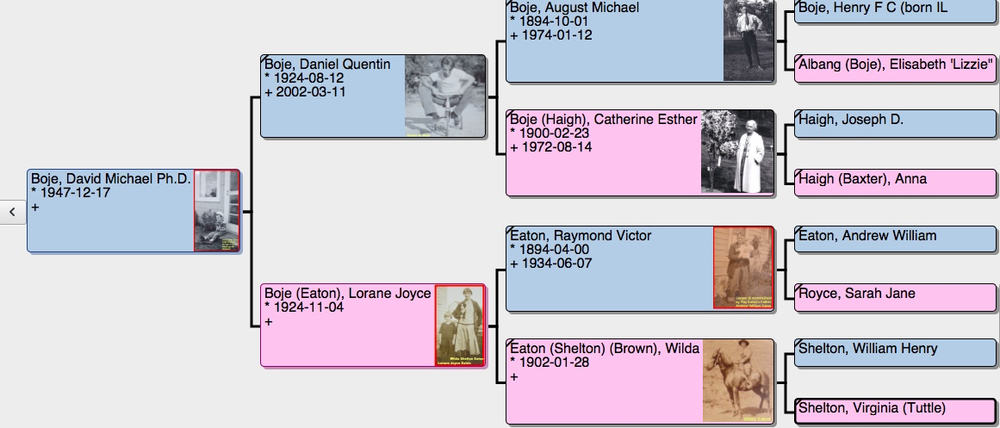 Boje, August Michael
* 1894-10-01
+ 1974-01-12
Boje, Henry F C (born IL
Boje, Daniel Quentin
* 1924-08-12
+ 2002-03-11
Albang (Boje), Elisabeth 'Lizzie"
Boje (Haigh), Catherine Esther
* 1900-02-23
+ 1972-08-14
Haigh, Joseph D.
Haigh (Baxter), Anna
Boje, David Michael Ph.D.
* 1947-12-17
+
<
Eaton, Raymond Victor
* 1894-04-00
+ 1934-06-07
Eaton, Andrew William
Boje (Eaton), Lorane Joyce
* 1924-11-04
+
Royce, Sarah Jane
Wilda Shelton Eaton
Lorane Joyce Eaton
Eaton (Shelton) (Brown), Wilda
* 1902-01-28
+
Wilda Eaton
Shelton, William Henry
Shelton, Virginia (Tuttle)